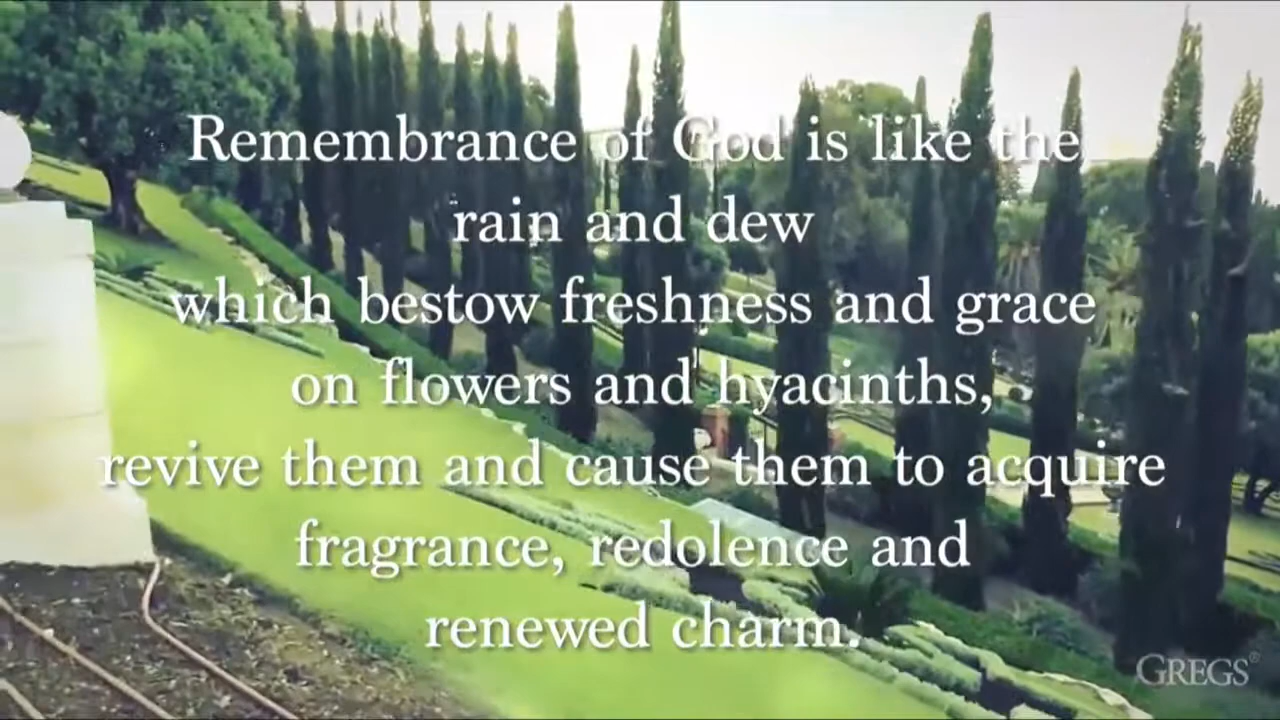 Remembrance of God is like the
rain and dew
which bestow freshness and grace
on flowers and hyacinths,
revive them and cause them to acquire
fragrance, redolence and
renewed charm.
GREGS®